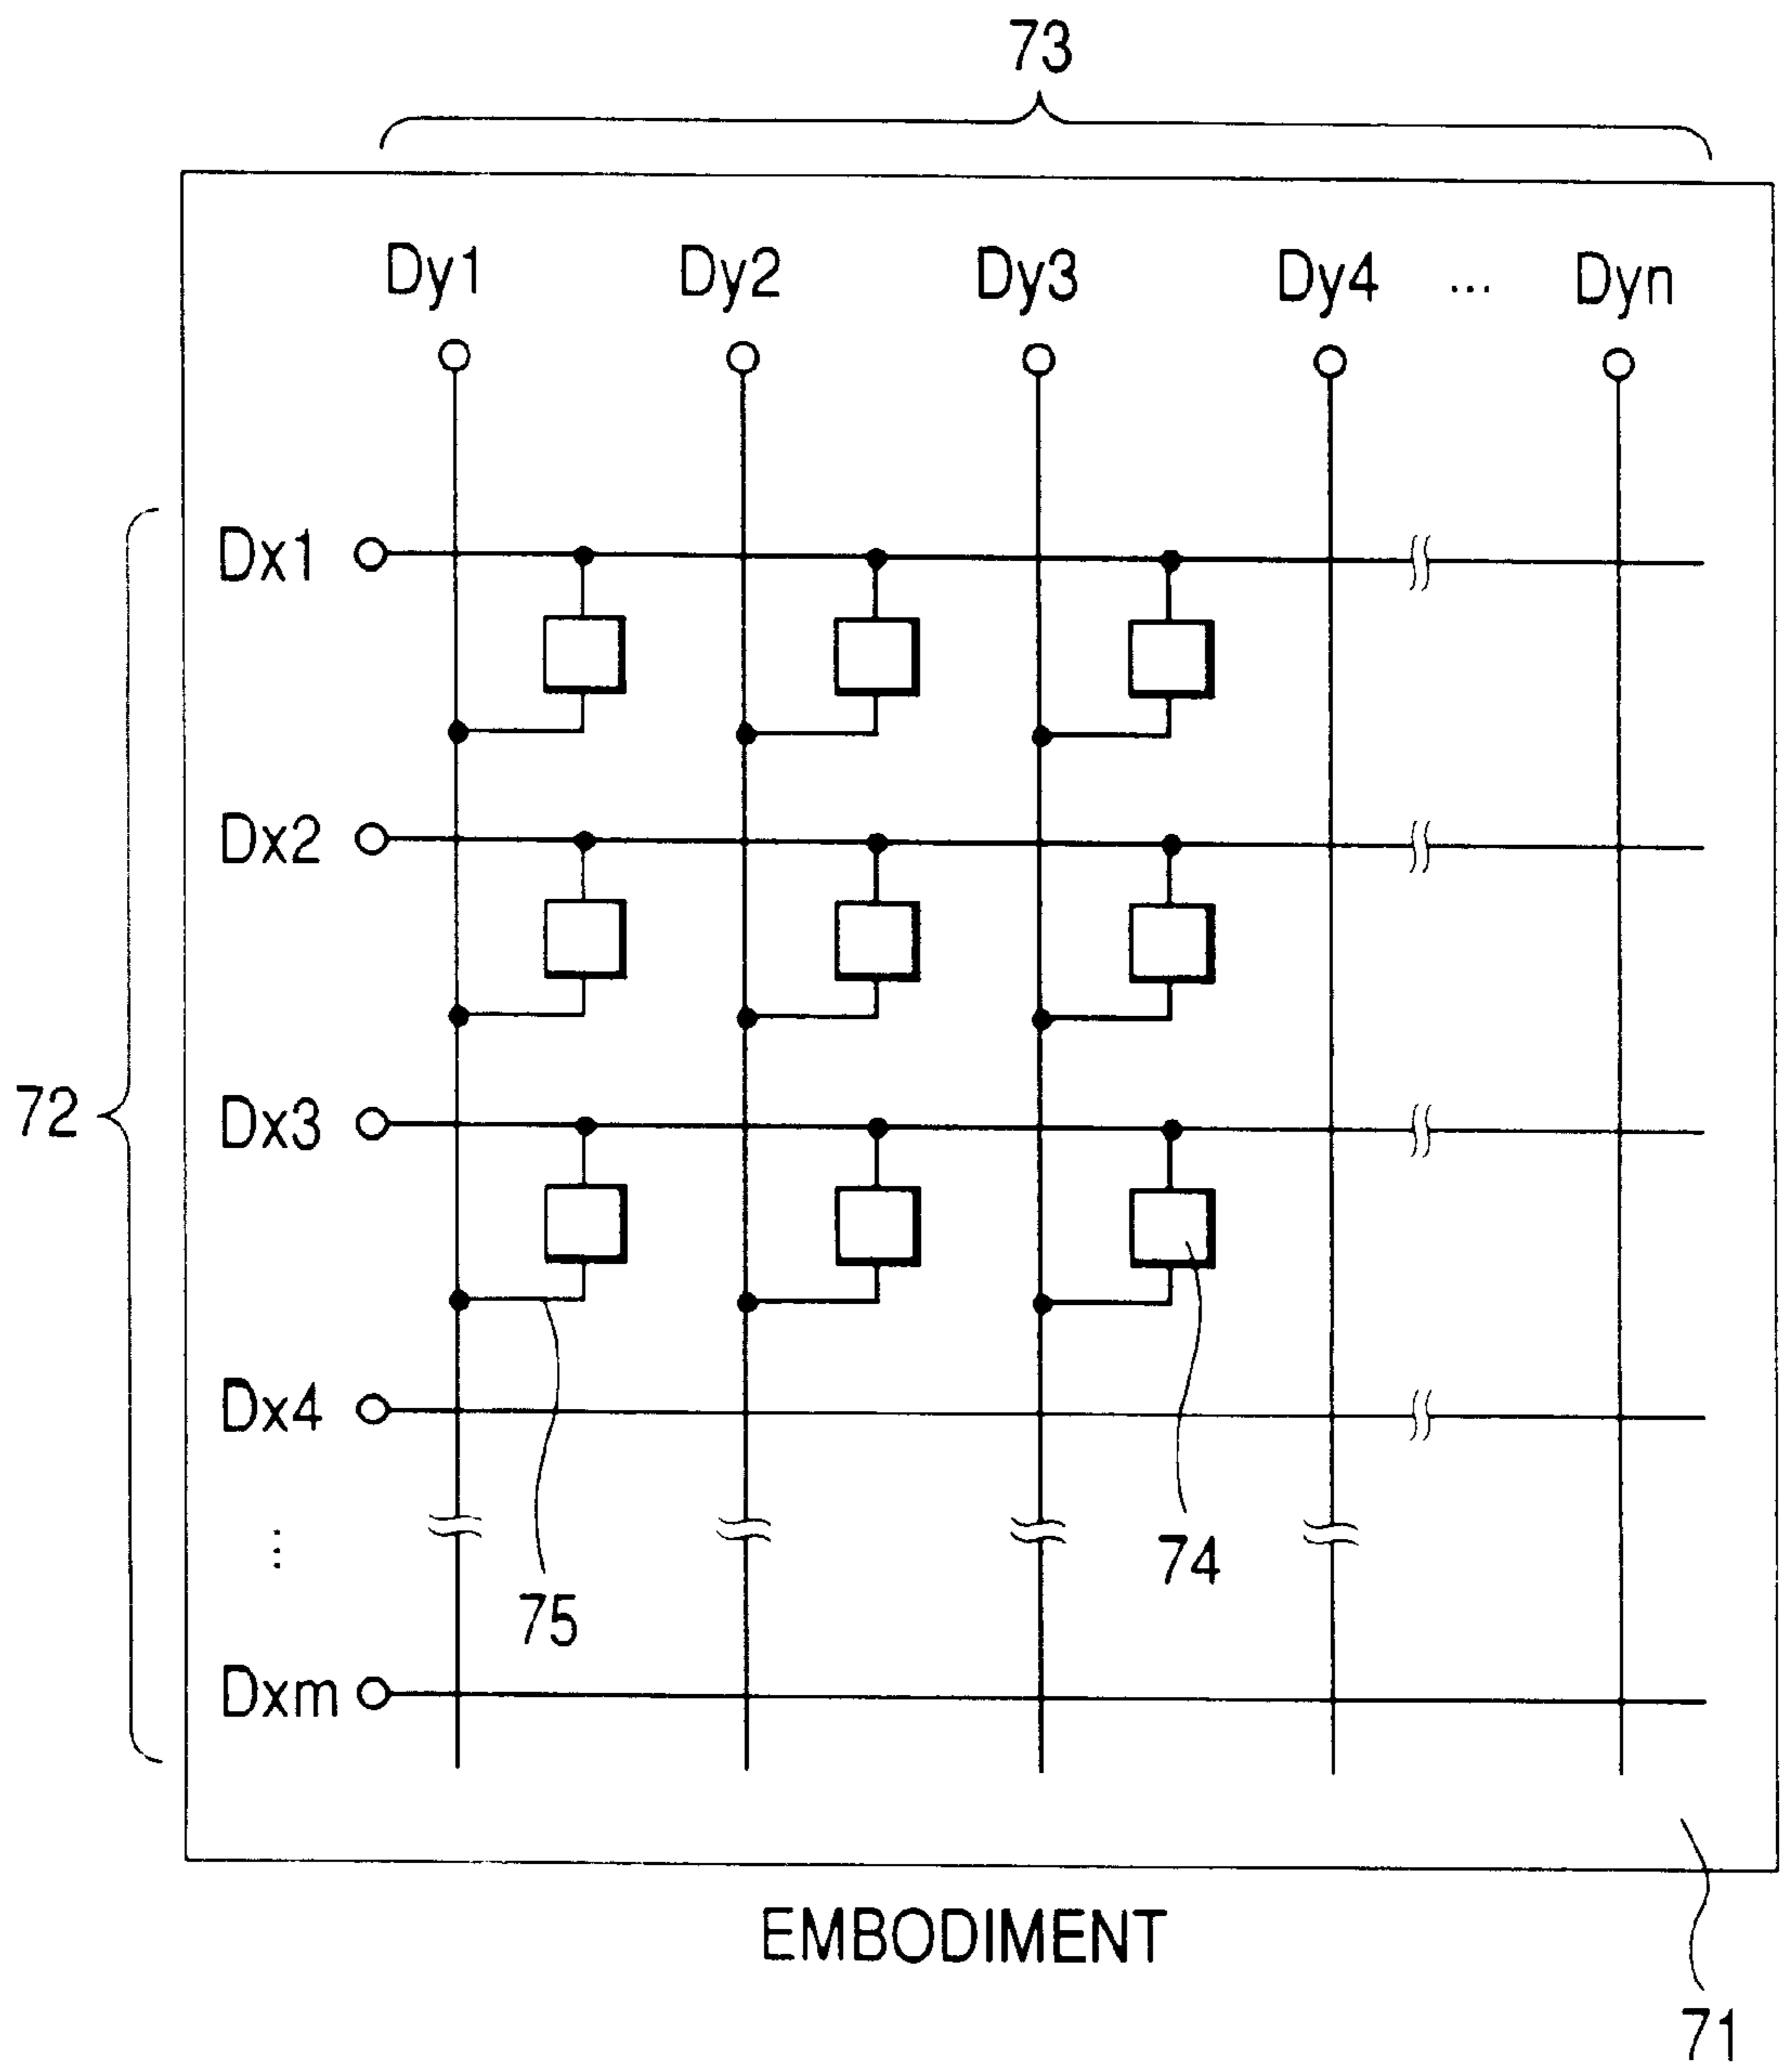 73
Dy1 Dy2 Dy3 Dy4 ... Dyn
Dx1
Dx2
72
Dx3
Dx4
...
74
75
Dxm
EMBODIMENT
71